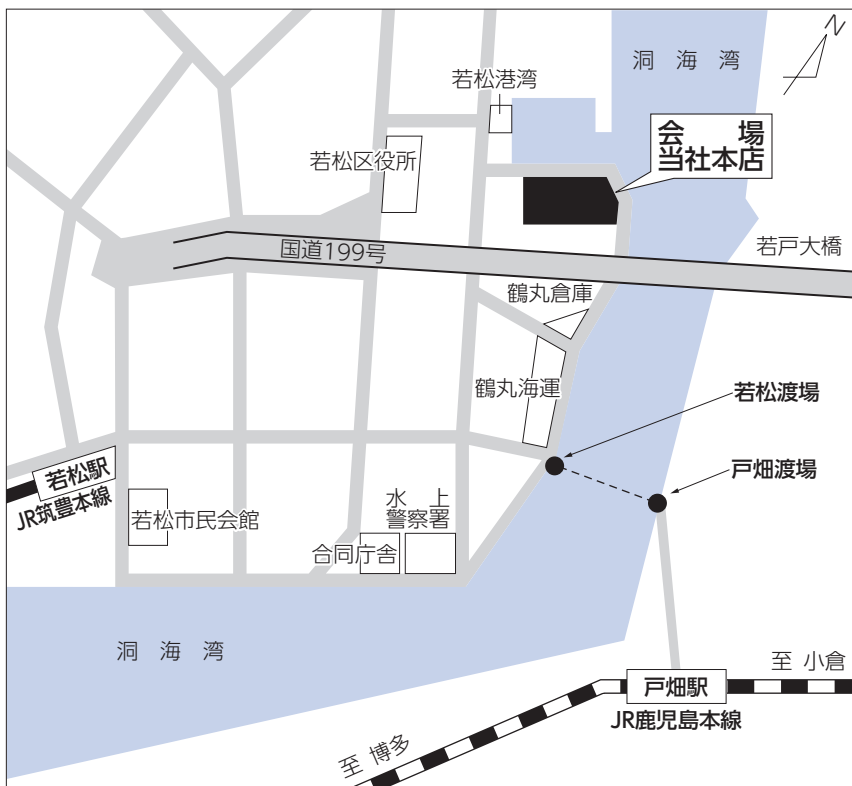 N
洞 海 湾
若松港湾
会 場
当社本店
若松区役所
国道199号
若戸大橋
鶴丸倉庫
鶴丸海運
若松渡場
戸畑渡場
若松駅
JR筑豊本線
若松市民会館
水 上
警察署
合同庁舎
洞 海 湾
至 小倉
戸畑駅
JR鹿児島本線
至 博多